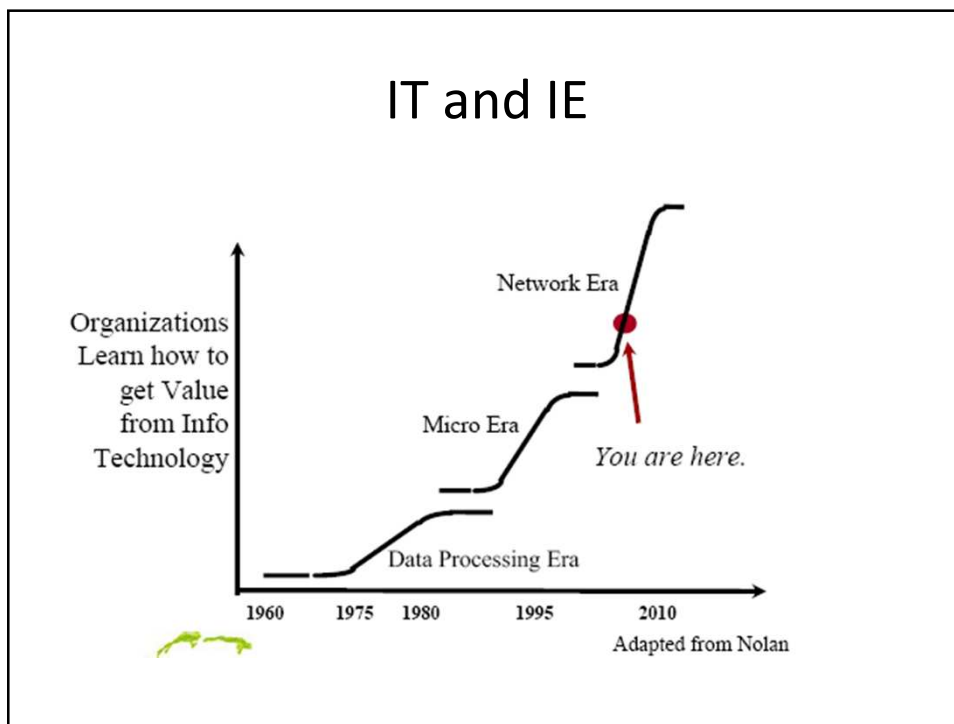 IT and IE
Network Era
Organizations
Learn how to
get Value
from Info
Technology
Micro Era
You are here.
Data Processing Era
1960 1975 1980 1995 2010
Adapted from Nolan